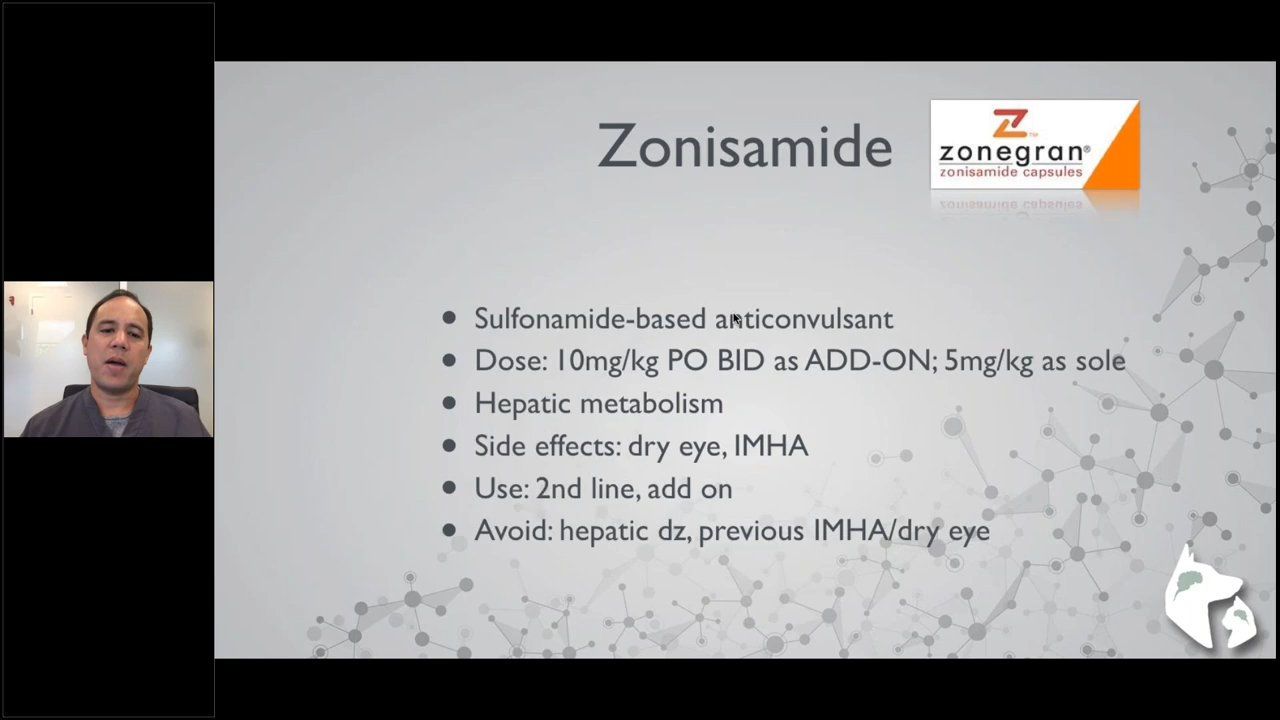 Zonisamide
zonegran®
zonisamide capsules
Sulfonamide-based anticonvulsant
Dose: 10mg/kg PO BID as ADD-ON; 5mg/kg as sole
Hepatic metabolism
Side effects: dry eye, IMHA
Use: 2nd line, add on
Avoid: hepatic dz, previous IMHA/dry eye